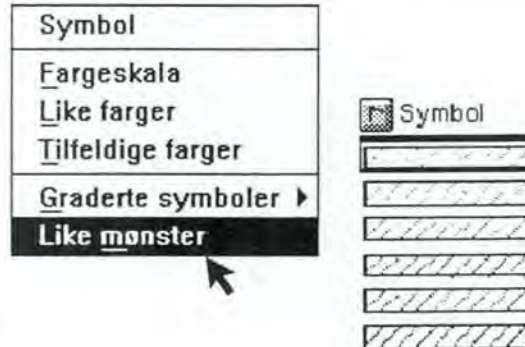 Symbol
Fargeskala
Like farger
Tilfeldige farger
Graderte symboler
Like mønster
Symbol